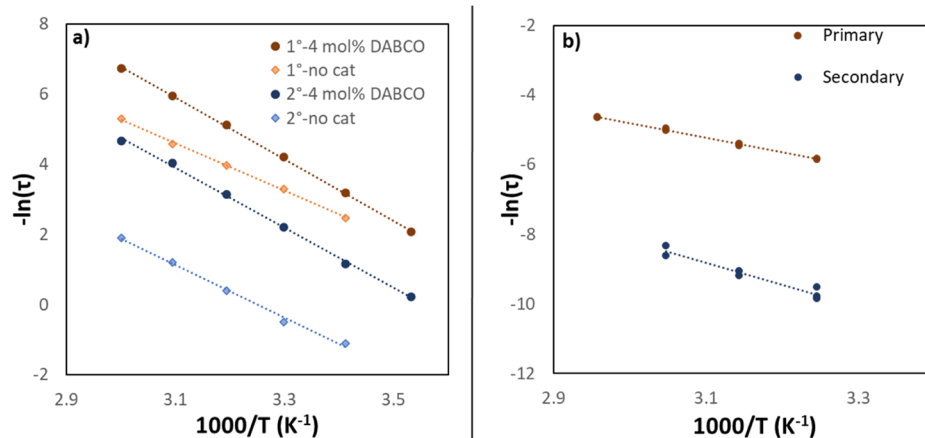 a)
1°-4 mol% DABCO
1°-no cat
2°-4 mol% DABCO
2°-no cat
8
6
4
2
0
-2
-ln(τ)
2.9
3.1
3.3
3.5
1000/T (K⁻¹)
b)
Primary
Secondary
-2
-4
-6
-8
-10
-12
-ln(τ)
2.9
3.1
3.3
1000/T (K⁻¹)